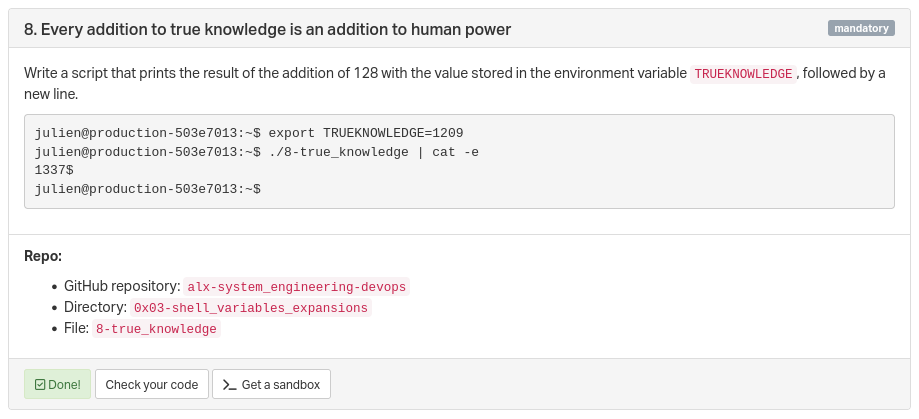 8. Every addition to true knowledge is an addition to human power
mandatory
Write a script that prints the result of the addition of 128 with the value stored in the environment variable TRUEKNOWLEDGE, followed by a
new line.
julien@production-503e7013:~$ export TRUEKNOWLEDGE=1209
julien@production-503e7013:~$ ./8-true_knowledge | cat -e
1337$
julien@production-503e7013:~$
Repo:
• GitHub repository: alx-system_engineering-devops
• Directory: 0x03-shell_variables_expansions
• File: 8-true_knowledge
Done! Check your code >_ Get a sandbox